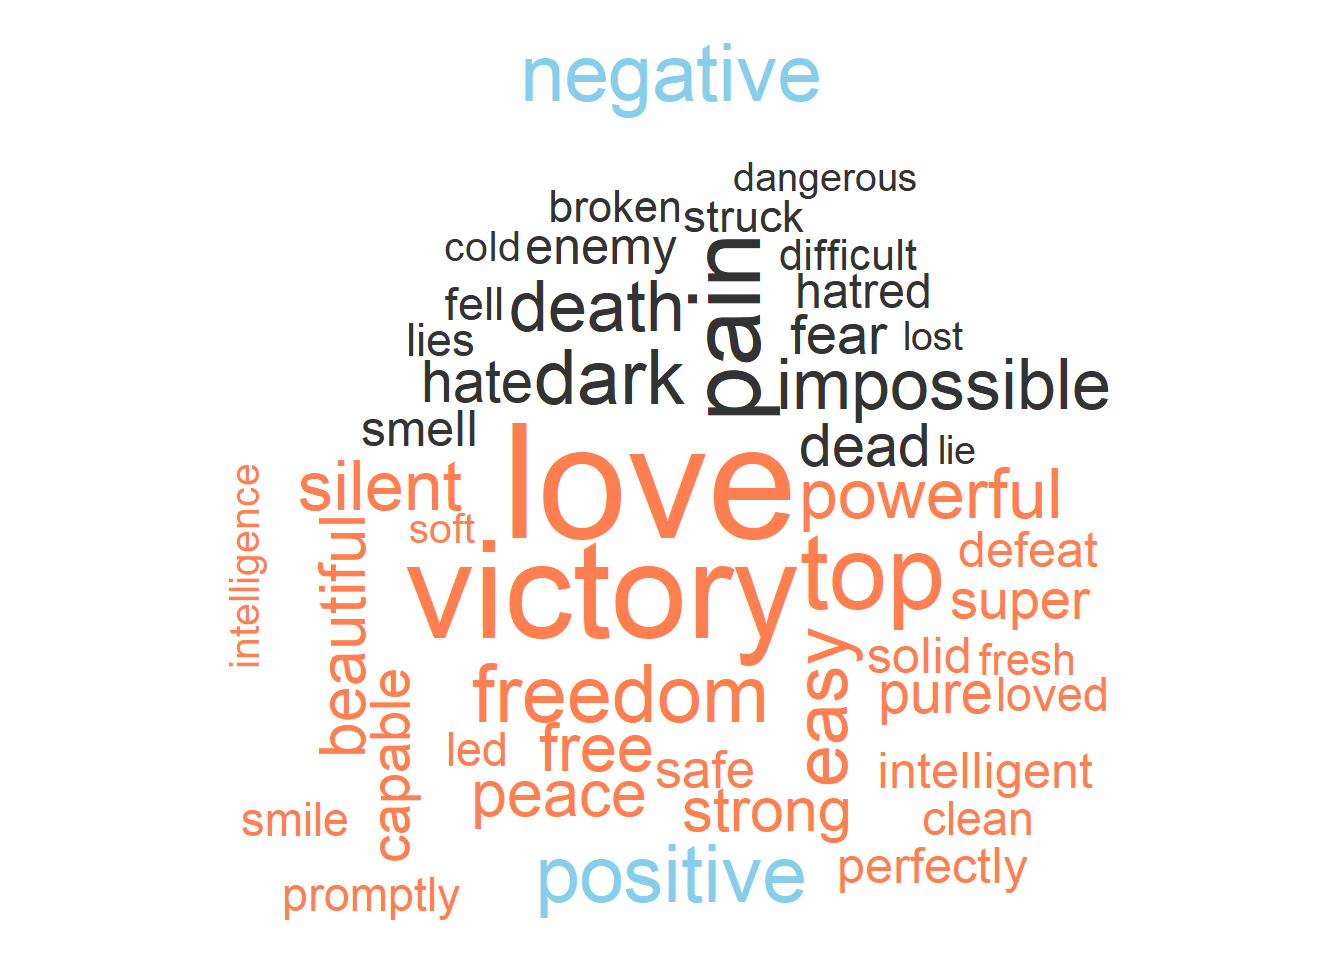 negative
dangerous
broken
struck
cold
enemy
difficult
pain
fell
death
hatred
lies
fear
lost
hate
dark
impossible
smell
love
dead
lie
silent
powerful
intelligence
beautiful
soft
victory
top
defeat
super
easy
solid
fresh
freedom
pure
loved
capable
led
free
safe
intelligent
peace
strong
smile
clean
positive
perfectly
promptly